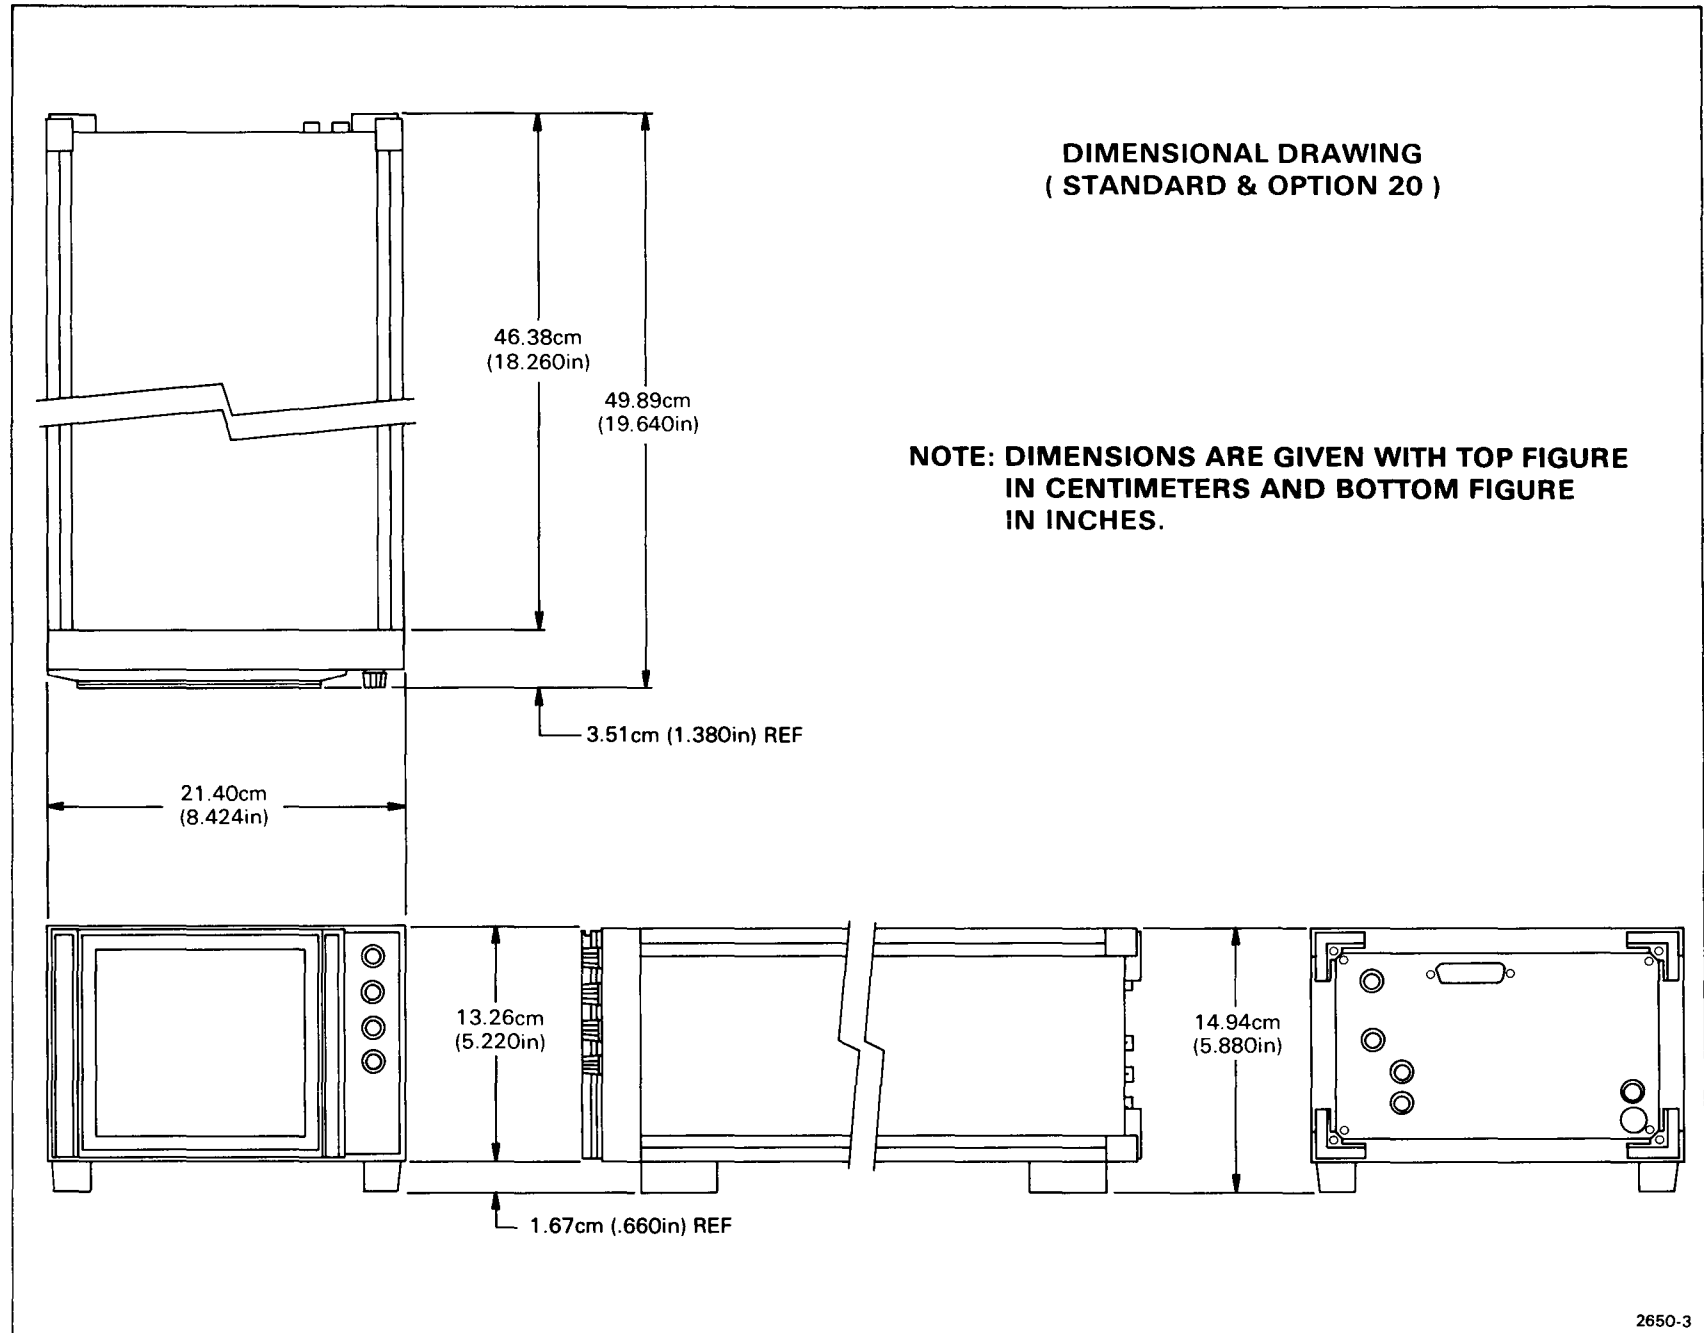 DIMENSIONAL DRAWING
( STANDARD & OPTION 20 )
46.38cm
(18.260in)
49.89cm
(19.640in)
NOTE: DIMENSIONS ARE GIVEN WITH TOP FIGURE
IN CENTIMETERS AND BOTTOM FIGURE
IN INCHES.
3.51cm (1.380in) REF
21.40cm
(8.424in)
13.26cm
(5.220in)
14.94cm
(5.880in)
1.67cm (.660in) REF
2650-3